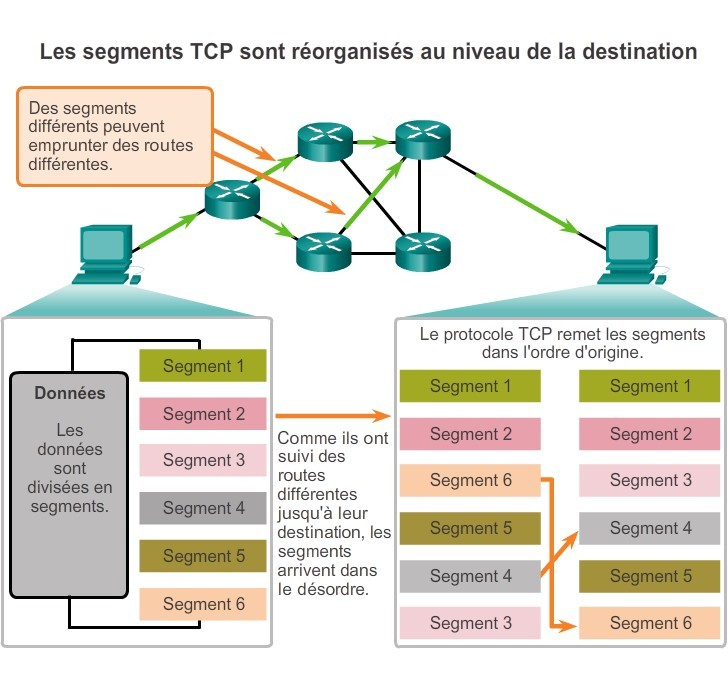 Les segments TCP sont réorganisés au niveau de la destination
Des segments
différents peuvent
emprunter des routes
différentes.
Données
Les
données
sont
divisées en
segments.
Segment 1
Segment 2
Segment 3
Segment 4
Segment 5
Segment 6
Comme ils ont
suivi des
routes
différentes
jusqu'à leur
destination, les
segments
arrivent dans
le désordre.
Le protocole TCP remet les segments
dans l'ordre d'origine.
Segment 1
Segment 2
Segment 6
Segment 5
Segment 4
Segment 3
Segment 1
Segment 2
Segment 3
Segment 4
Segment 5
Segment 6